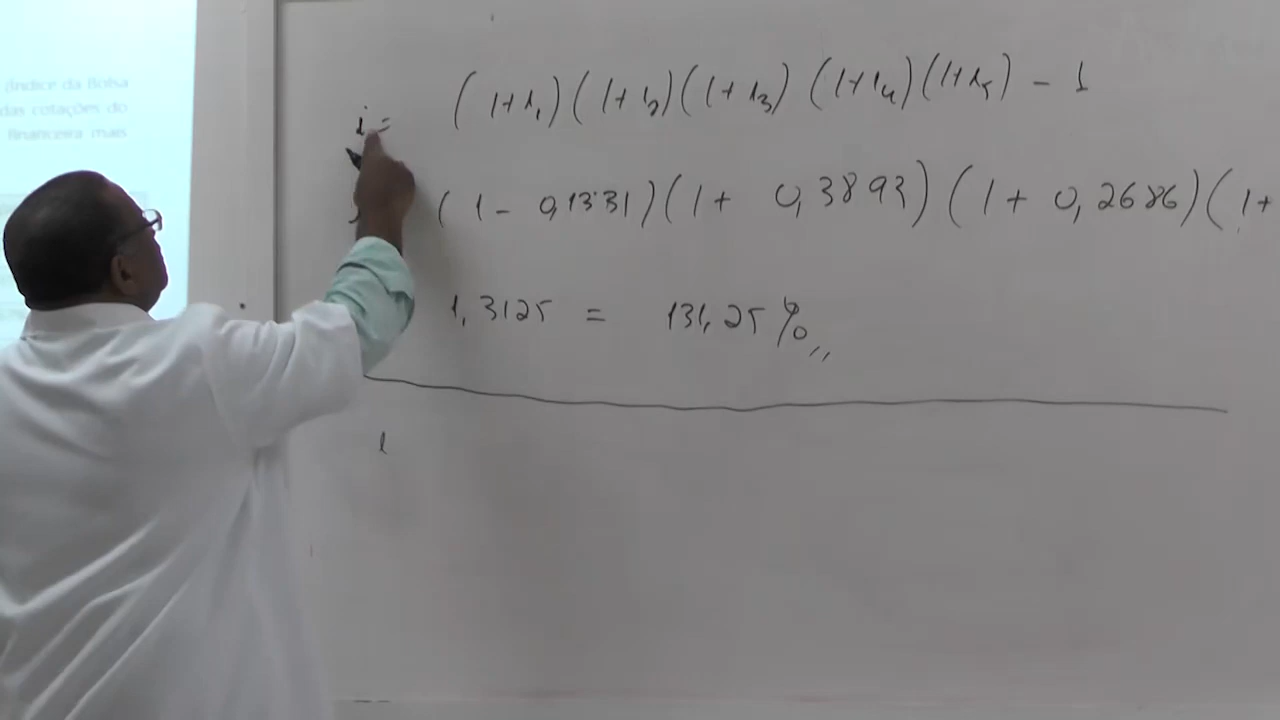 (Índice da Bolsa
das cotações do
financeira mais
i = (1+i₁)(1+i₂)(1+i₃)(1+i₄)(1+i₅) - 1
(1 - 0,1331)(1 + 0,3893)(1 + 0,2686)(1+
1,3125 = 131,25%,,
i